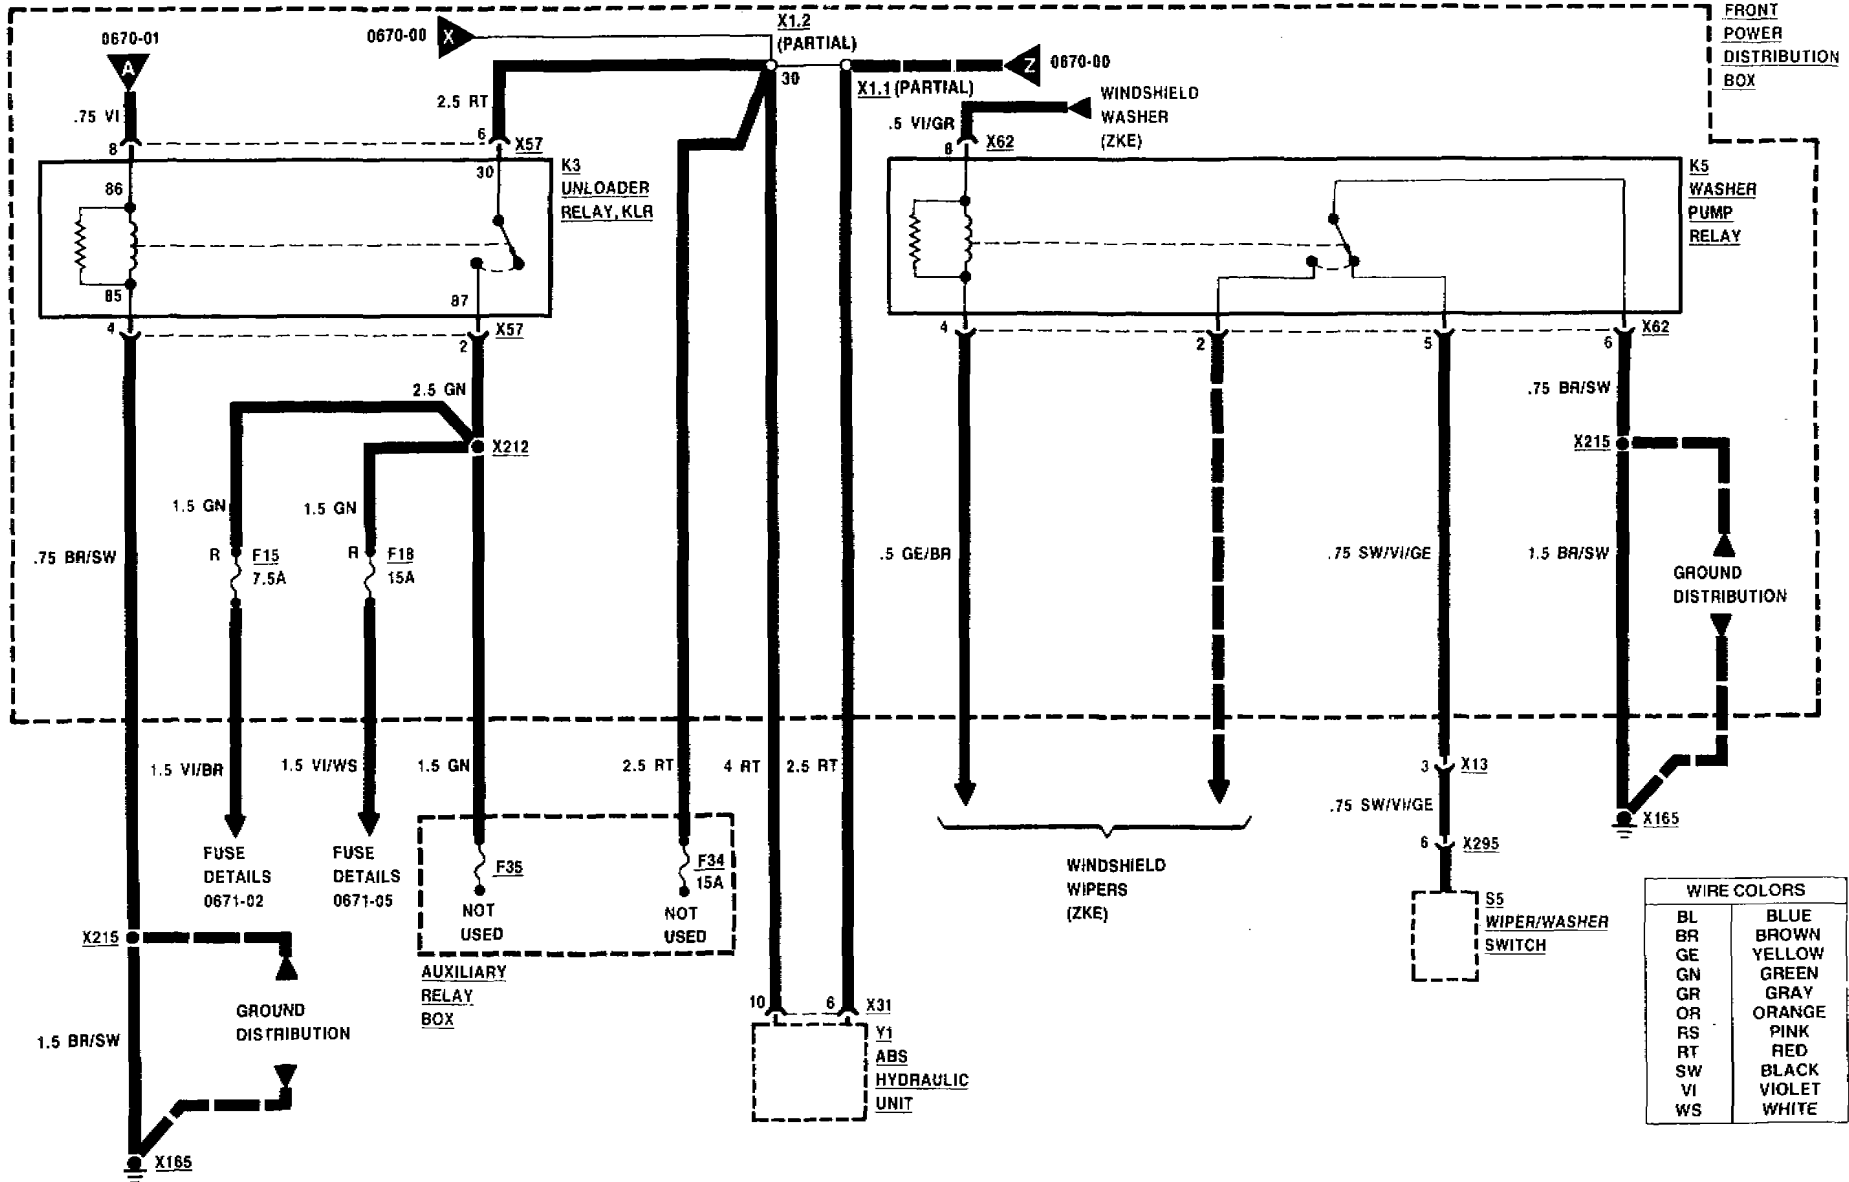 FRONT
POWER
DISTRIBUTION
BOX
0670-01
A
.75 VI
8
0670-00
X
X1.2
(PARTIAL)
30
X1.1 (PARTIAL)
Z
0670-00
2.5 RT
6
X57
WINDSHIELD
WASHER
(ZKE)
.5 VI/GR
8
X62
K3
UNLOADER
RELAY, KLR
86
30
85
87
4
2
X57
K5
WASHER
PUMP
RELAY
4
2
5
6
X62
2.5 GN
X212
1.5 GN
1.5 GN
R
F15
7.5A
R
F18
15A
.75 BR/SW
.5 GE/BR
.75 SW/VI/GE
.75 BR/SW
X215
1.5 BR/SW
GROUND
DISTRIBUTION
1.5 VI/BR
1.5 VI/WS
1.5 GN
2.5 RT
4 RT
2.5 RT
3
X13
.75 SW/VI/GE
6
X295
X165
FUSE
DETAILS
0671-02
FUSE
DETAILS
0671-05
F35
NOT
USED
F34
15A
NOT
USED
AUXILIARY
RELAY
BOX
WINDSHIELD
WIPERS
(ZKE)
S5
WIPER/WASHER
SWITCH
X215
GROUND
DISTRIBUTION
1.5 BR/SW
X165
10
6
X31
Y1
ABS
HYDRAULIC
UNIT
WIRE COLORS
BL BLUE
BR BROWN
GE YELLOW
GN GREEN
GR GRAY
OR ORANGE
RS PINK
RT RED
SW BLACK
VI VIOLET
WS WHITE